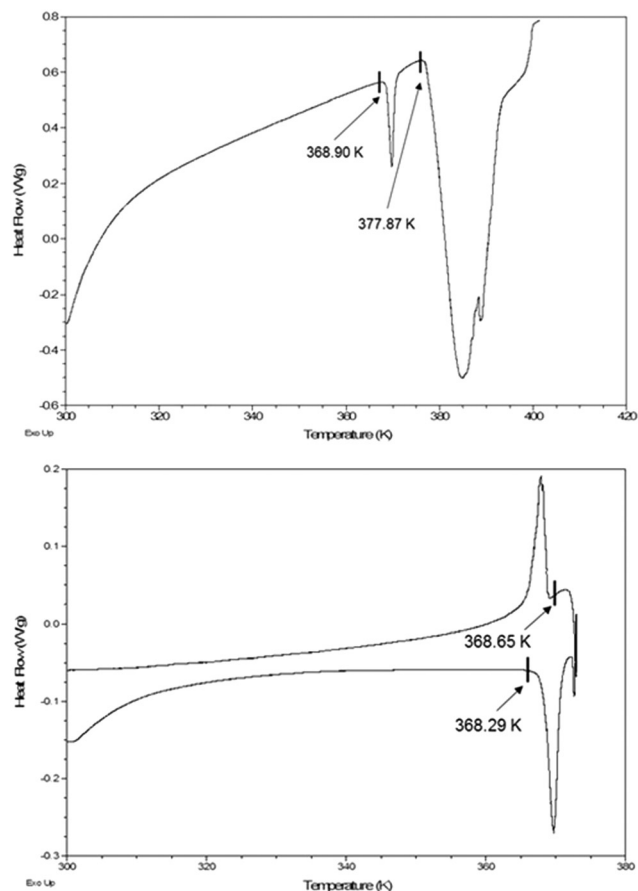 0.8
0.6
0.4
0.2
0.0
-0.2
-0.4
-0.6
Heat Flow (W/g)
368.90 K
377.87 K
300
320
340
360
380
400
420
Exo Up
Temperature (K)
0.2
0.1
0.0
-0.1
-0.2
-0.3
Heat Flow (W/g)
368.65 K
368.29 K
300
320
340
360
380
Exo Up
Temperature (K)